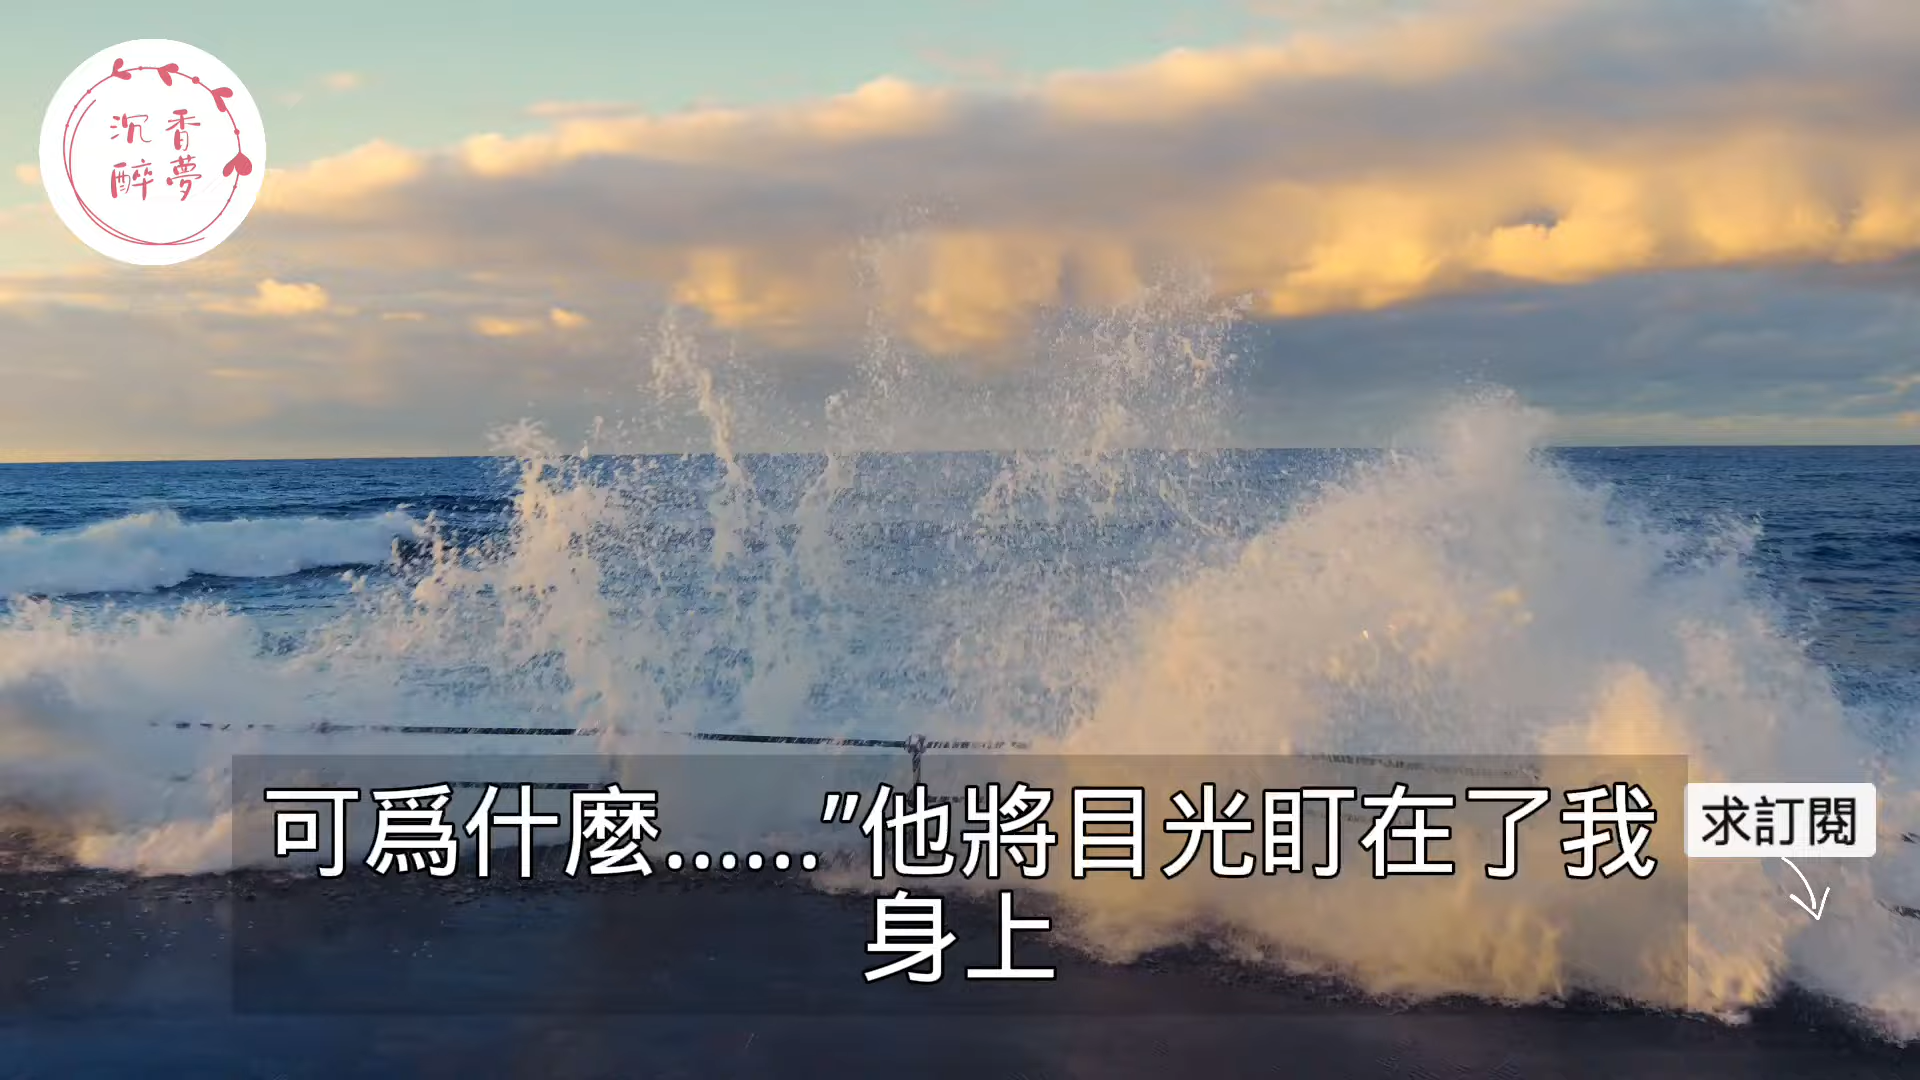 沉香
醉夢
可爲什麼......〞他將目光盯在了我
身上
求訂閱